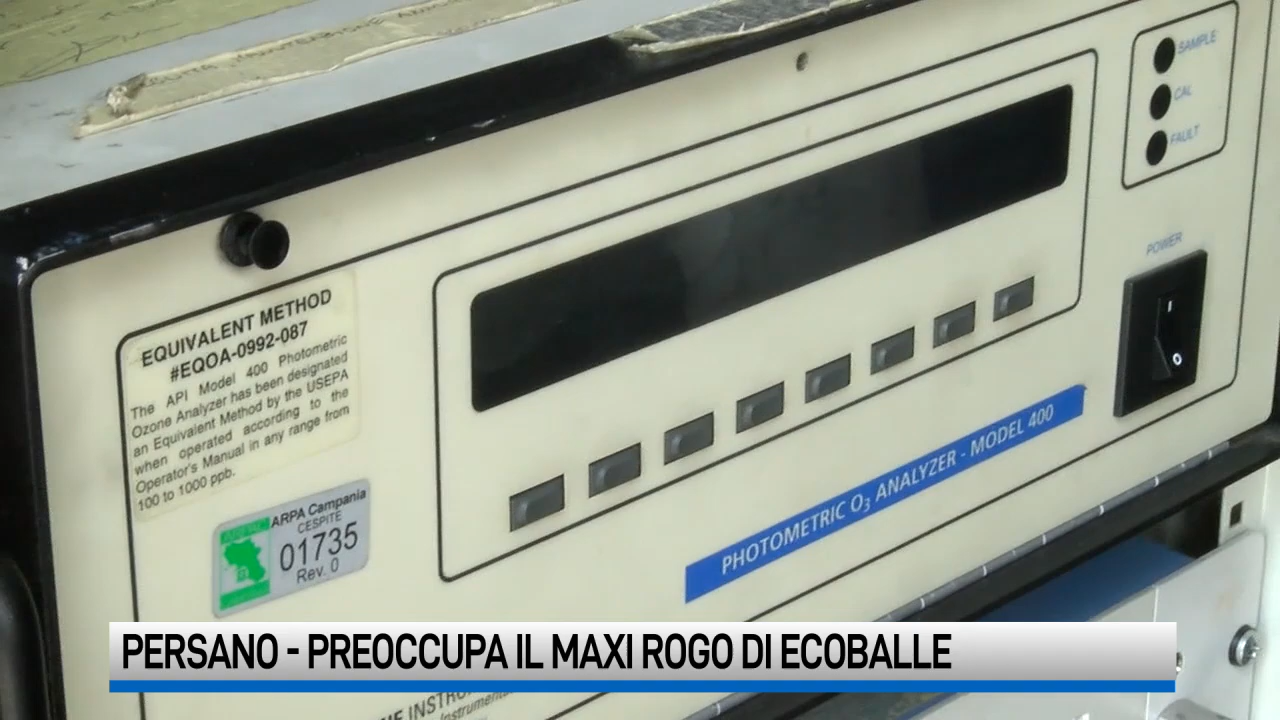 SAMPLE
CAL
FAULT
POWER
EQUIVALENT METHOD
#EQOA-0992-087
The API Model 400 Photometric
Ozone Analyzer has been designated
an Equivalent Method by the USEPA
when operated according to the
Operator's Manual in any range from
100 to 1000 ppb.
PHOTOMETRIC O3 ANALYZER - MODEL 400
ARPA Campania
CESPITE
01735
Rev. 0
PERSANO - PREOCCUPA IL MAXI ROGO DI ECOBALLE